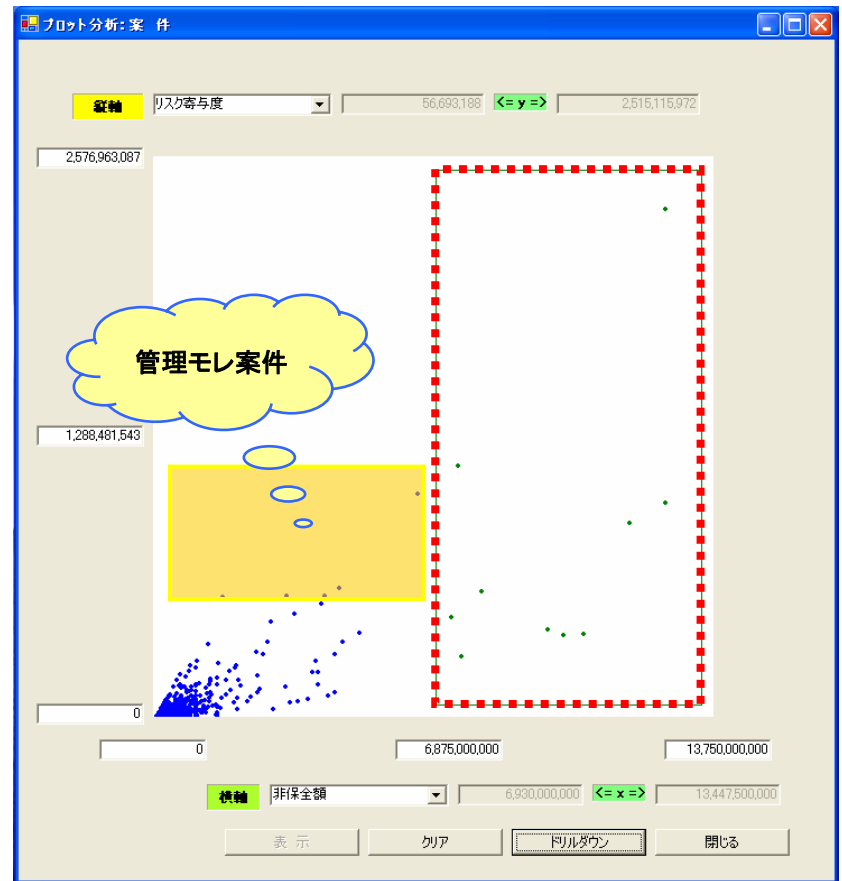 プロット分析：案 件
縦軸 リスク寄与度 56,693,188 <= y => 2,515,115,972
2,576,963,087
管理モレ案件
1,288,481,543
0
0 6,875,000,000 13,750,000,000
横軸 非保全額 6,930,000,000 <= x => 13,447,500,000
表 示 クリア ドリルダウン 閉じる